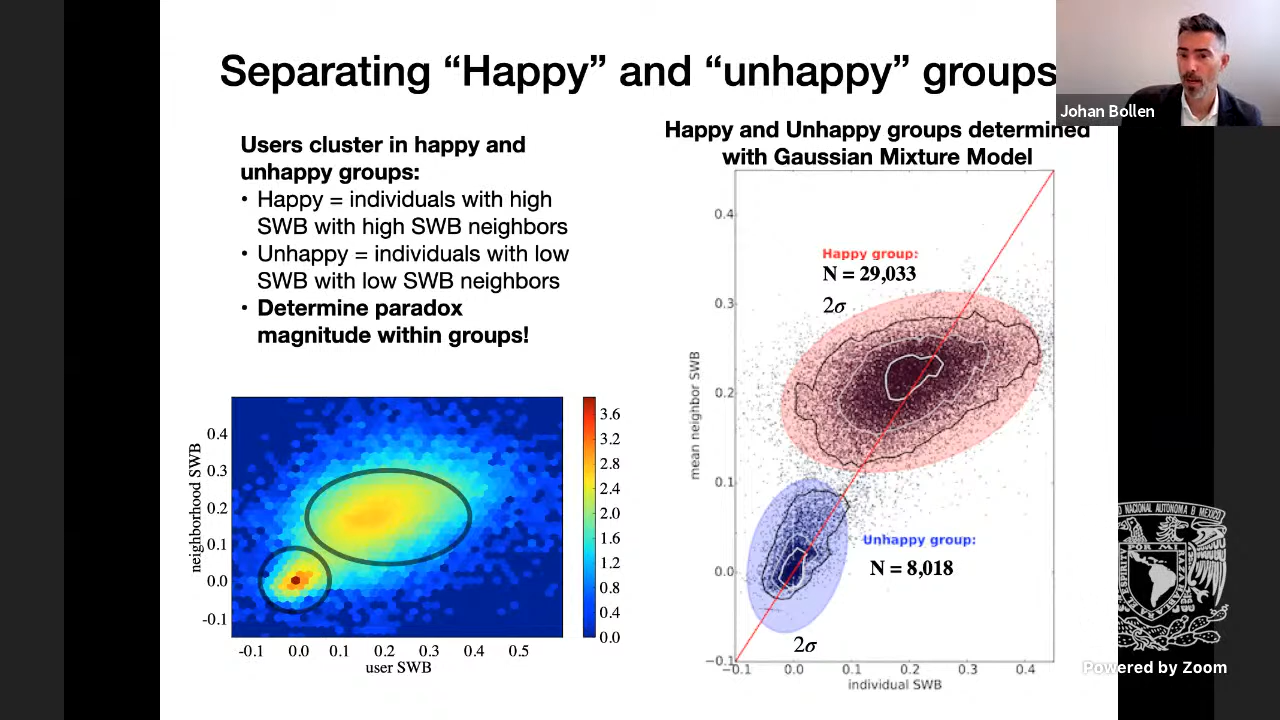 Separating “Happy” and “unhappy” groups
Johan Bollen
Users cluster in happy and
unhappy groups:
• Happy = individuals with high
SWB with high SWB neighbors
• Unhappy = individuals with low
SWB with low SWB neighbors
• Determine paradox
magnitude within groups!
Happy and Unhappy groups determined
with Gaussian Mixture Model
0.4
0.3
0.2
0.1
0.0
−0.1
mean neighbor SWB
Happy group:
N = 29,033
2σ
Unhappy group:
N = 8,018
2σ
−0.1 0.0 0.1 0.2 0.3 0.4
individual SWB
neighborhood SWB
0.4
0.3
0.2
0.1
0.0
-0.1
-0.1 0.0 0.1 0.2 0.3 0.4 0.5
user SWB
3.6
3.2
2.8
2.4
2.0
1.6
1.2
0.8
0.4
0.0
Powered by Zoom